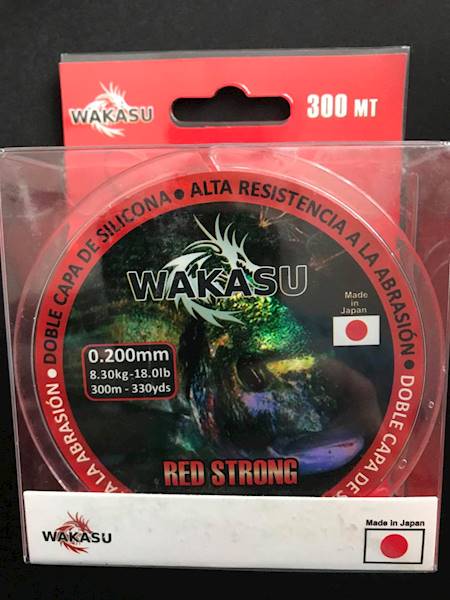 WAKASU
300 MT
DOBLE CAPA DE SILICONA • ALTA RESISTENCIA A LA ABRASIÓN • DOBLE CAPA DE S
A LA ABRASIÓN •
WAKASU
Made
in
Japan
0.200mm
8.30kg-18.0lb
300m - 330yds
RED STRONG
WAKASU
Made in Japan